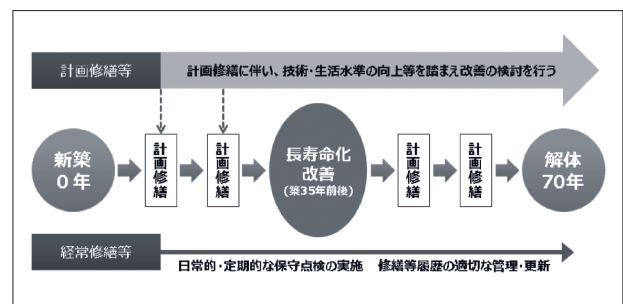 計画修繕等
計画修繕に伴い、技術・生活水準の向上等を踏まえ改善の検討を行う
新築
0年
計画修繕
計画修繕
長寿命化
改善
(築35年前後)
計画修繕
計画修繕
解体
70年
経常修繕等
日常的・定期的な保守点検の実施 修繕等履歴の適切な管理・更新